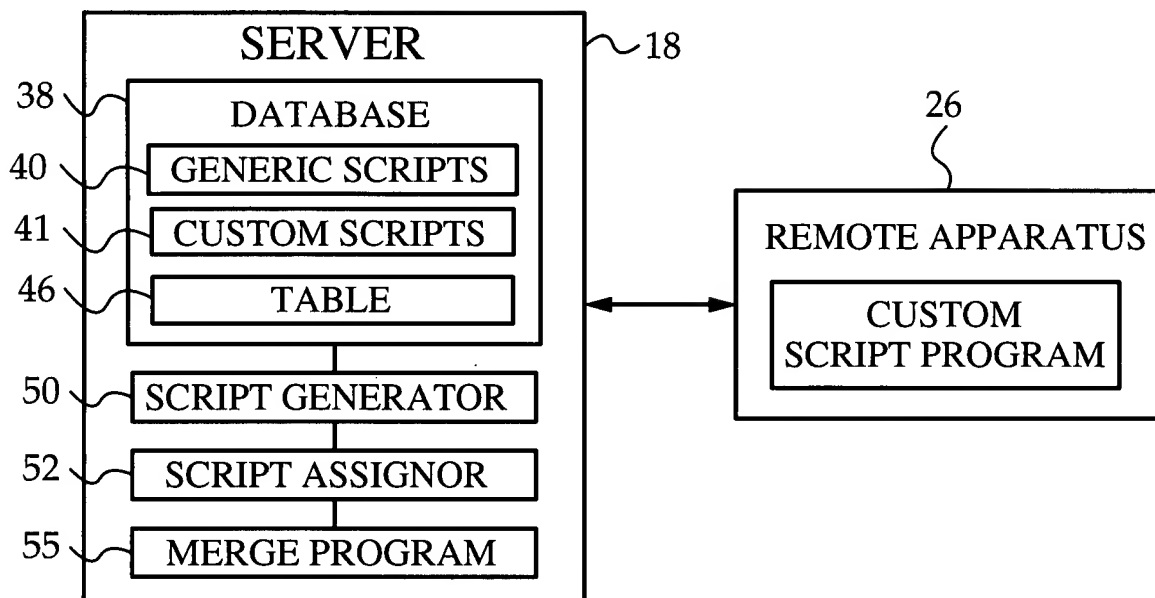 SERVER
18
38
DATABASE
40
GENERIC SCRIPTS
41
CUSTOM SCRIPTS
46
TABLE
50
SCRIPT GENERATOR
52
SCRIPT ASSIGNOR
55
MERGE PROGRAM
26
REMOTE APPARATUS
CUSTOM
SCRIPT PROGRAM